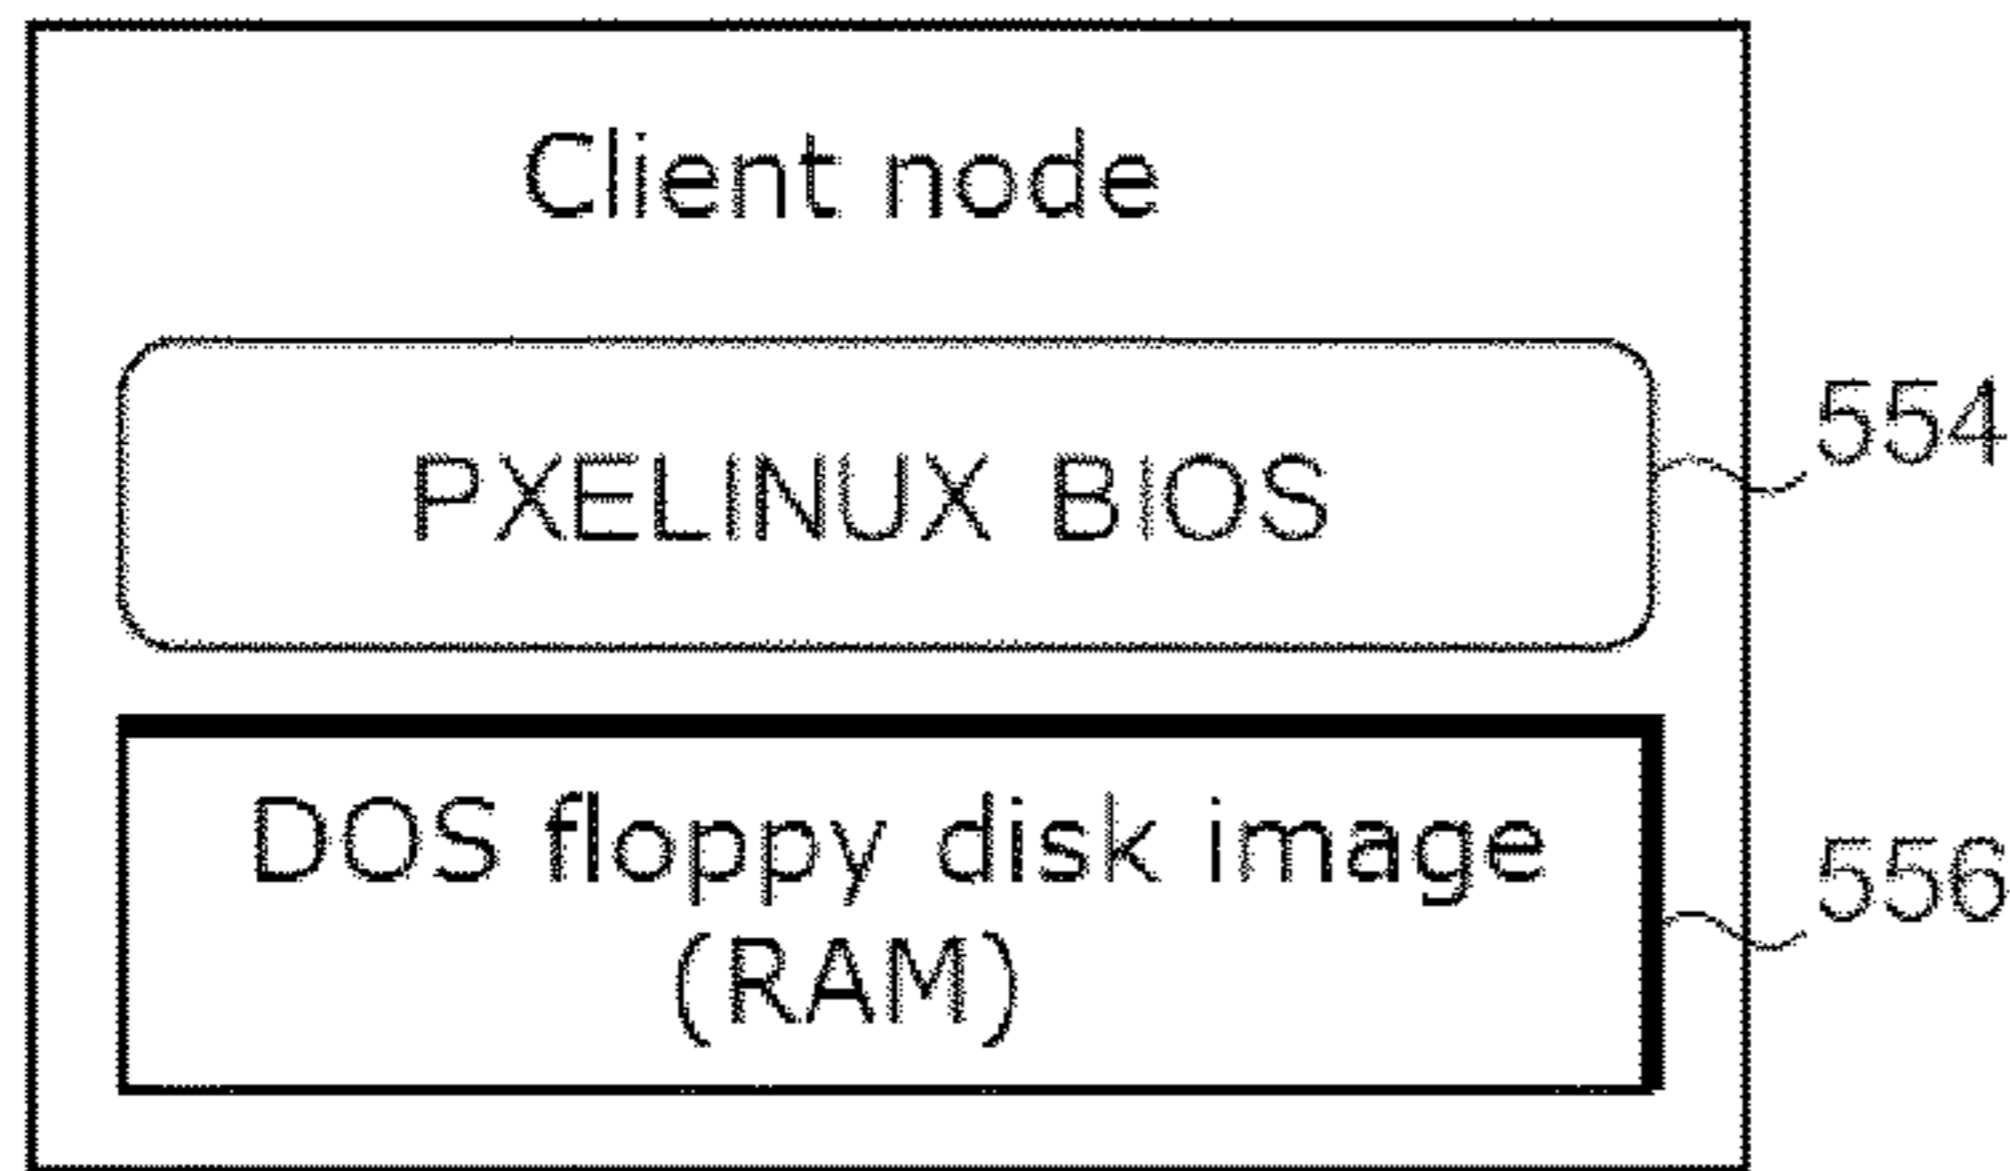 Client node
PXELINUX BIOS
554
DOS floppy disk image
(RAM)
556